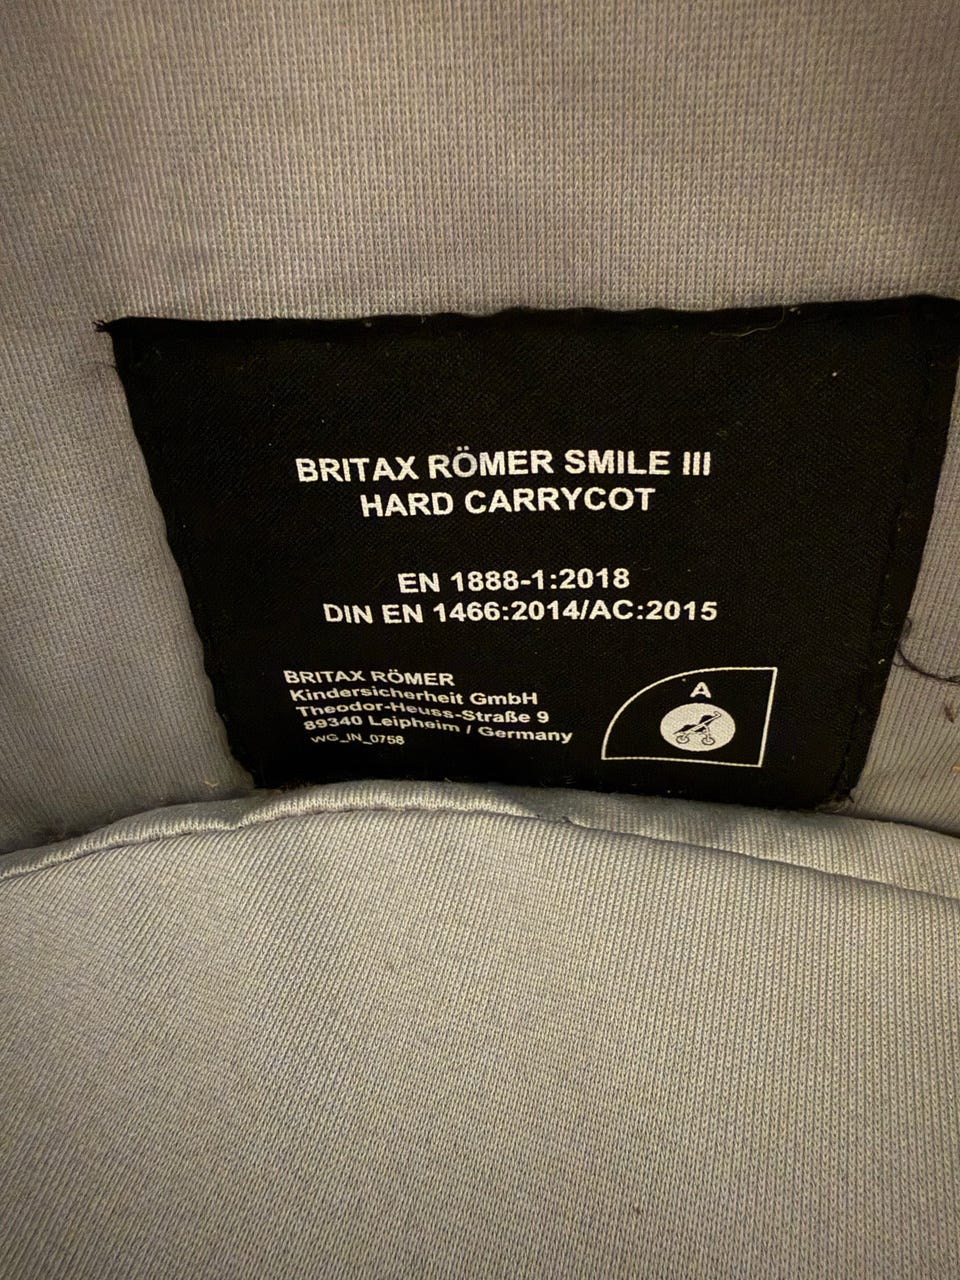 BRITAX RÖMER SMILE III
HARD CARRYCOT
EN 1888-1:2018
DIN EN 1466:2014/AC:2015
BRITAX RÖMER
Kindersicherheit GmbH
Theodor-Heuss-Straße 9
89340 Leipheim / Germany
WG_IN_0758
A